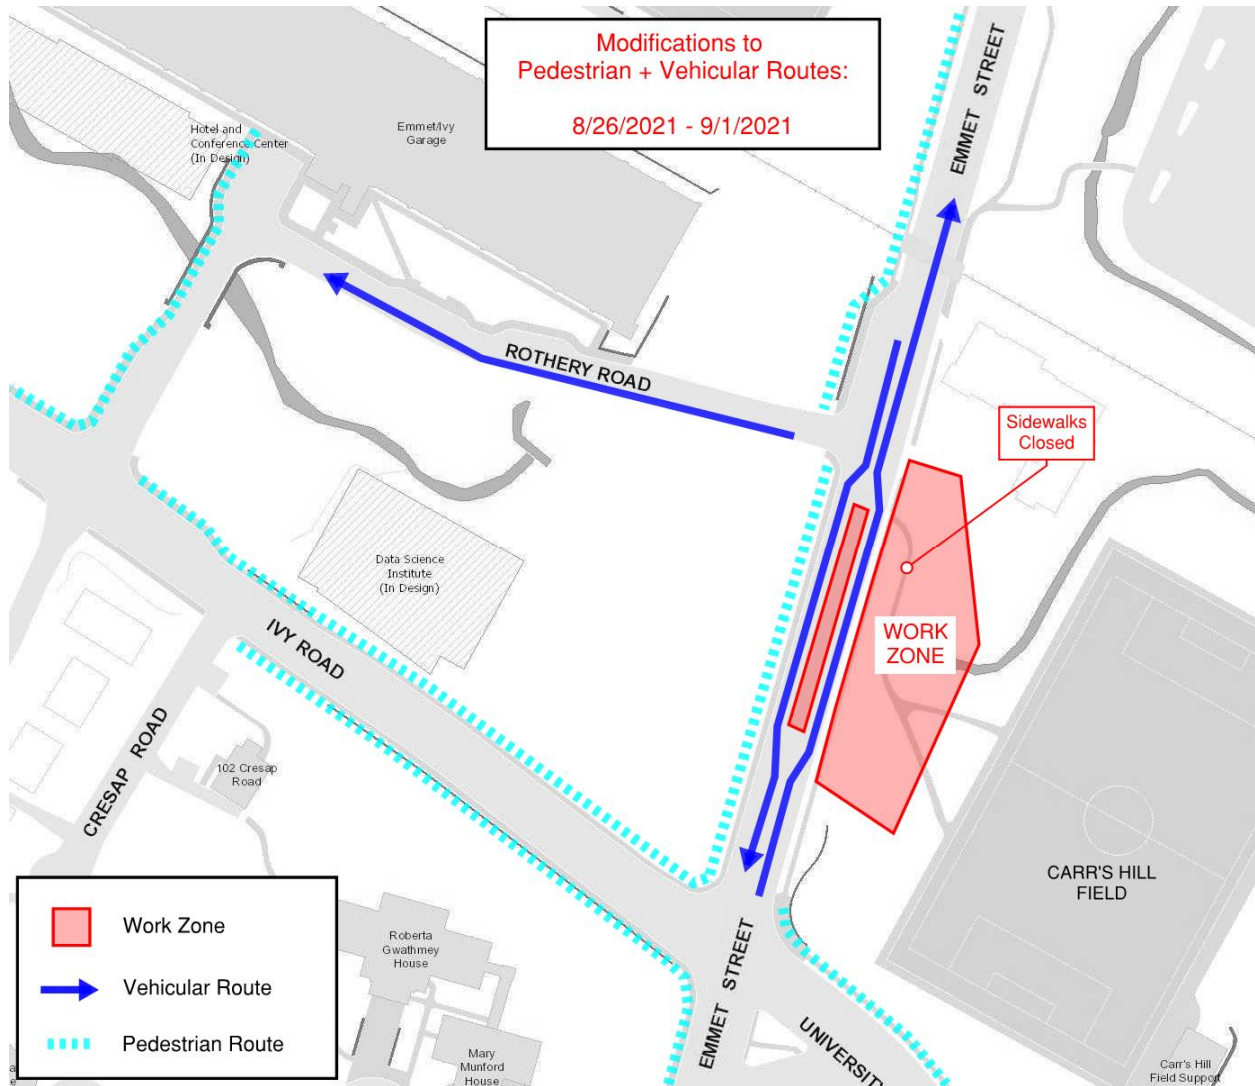 Modifications to
Pedestrian + Vehicular Routes:
8/26/2021 - 9/1/2021
EMMET STREET
Hotel and
Conference Center
(In Design)
Emmet/Ivy
Garage
ROTHERY ROAD
Sidewalks
Closed
Data Science
Institute
(In Design)
WORK
ZONE
IVY ROAD
CRESAP ROAD
102 Cresap
Road
CARR'S HILL
FIELD
Work Zone
Vehicular Route
Pedestrian Route
Roberta
Gwathmey
House
EMMET STREET
UNIVERSITY
Mary
Munford
House
Carr's Hill
Field Support